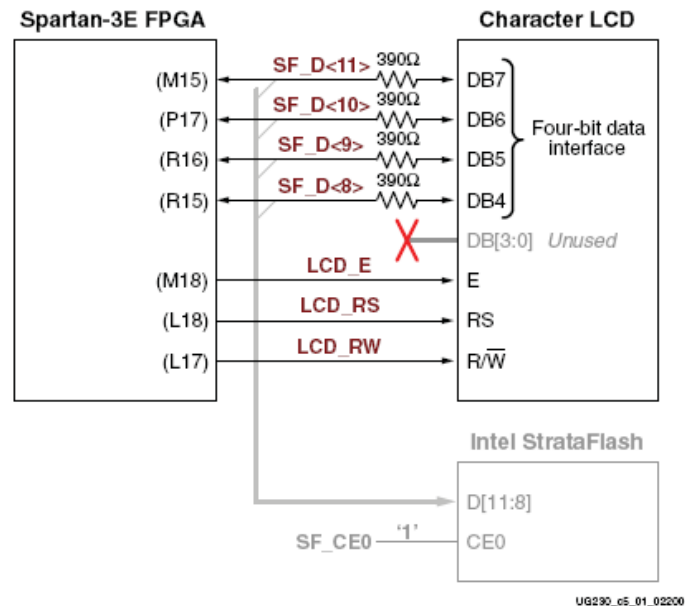 Spartan-3E FPGA
Character LCD
(M15) SF_D<11> 390Ω DB7
(P17) SF_D<10> 390Ω DB6
(R16) SF_D<9> 390Ω DB5
(R15) SF_D<8> 390Ω DB4
Four-bit data
interface
DB[3:0] Unused
(M18) LCD_E E
(L18) LCD_RS RS
(L17) LCD_RW R/W̅
Intel StrataFlash
D[11:8]
SF_CE0 ‘1’ CE0
UG230_c5_01_02200